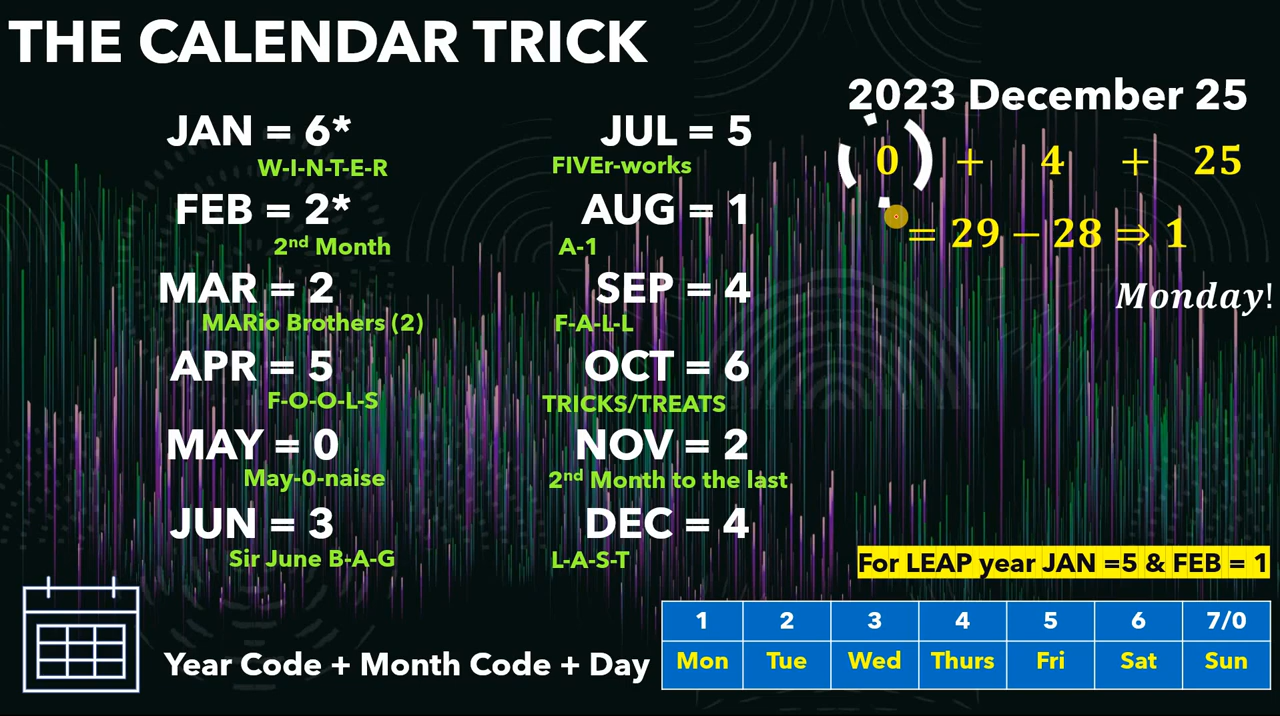 THE CALENDAR TRICK
JAN = 6*
W-I-N-T-E-R
FEB = 2*
2nd Month
MAR = 2
MARio Brothers (2)
APR = 5
F-O-O-L-S
MAY = 0
May-0-naise
JUN = 3
Sir June B-A-G
JUL = 5
FIVEr-works
AUG = 1
A-1
SEP = 4
F-A-L-L
OCT = 6
TRICKS/TREATS
NOV = 2
2nd Month to the last
DEC = 4
L-A-S-T
2023 December 25
0 + 4 + 25
= 29 − 28 ⇒ 1
Monday!
For LEAP year JAN =5 & FEB = 1
Year Code + Month Code + Day
1 2 3 4 5 6 7/0
Mon Tue Wed Thurs Fri Sat Sun